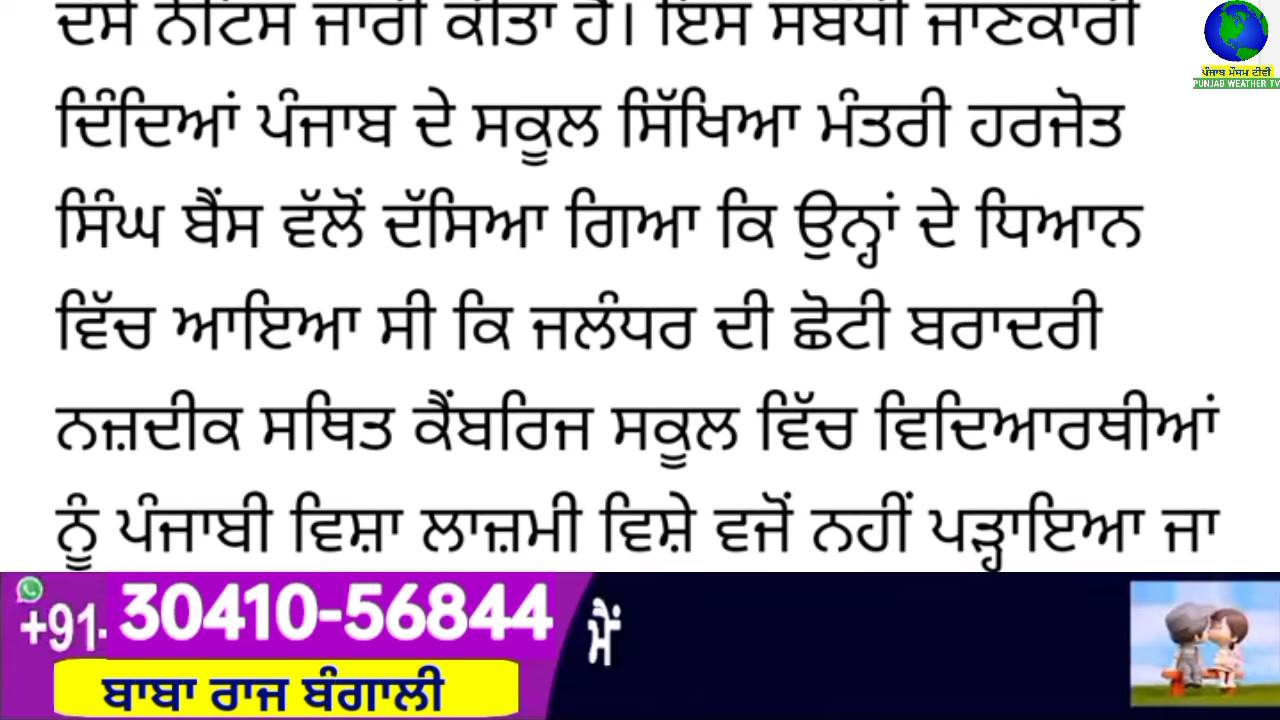 ਦੱਸੋ ਨੋਟਿਸ ਜਾਰੀ ਕੀਤਾ ਹੈ। ਇਸ ਸਬੰਧੀ ਜਾਣਕਾਰੀ
ਦਿੰਦਿਆਂ ਪੰਜਾਬ ਦੇ ਸਕੂਲ ਸਿੱਖਿਆ ਮੰਤਰੀ ਹਰਜੋਤ
ਸਿੰਘ ਬੈਂਸ ਵੱਲੋਂ ਦੱਸਿਆ ਗਿਆ ਕਿ ਉਨ੍ਹਾਂ ਦੇ ਧਿਆਨ
ਵਿੱਚ ਆਇਆ ਸੀ ਕਿ ਜਲੰਧਰ ਦੀ ਛੋਟੀ ਬਰਾਦਰੀ
ਨਜ਼ਦੀਕ ਸਥਿਤ ਕੈਂਬਰਿਜ ਸਕੂਲ ਵਿੱਚ ਵਿਦਿਆਰਥੀਆਂ
ਨੂੰ ਪੰਜਾਬੀ ਵਿਸ਼ਾ ਲਾਜ਼ਮੀ ਵਿਸ਼ੇ ਵਜੋਂ ਨਹੀਂ ਪੜ੍ਹਾਇਆ ਜਾ
ਪੰਜਾਬ ਮੌਸਮ ਟੀਵੀ
PUNJAB WEATHER TV
+91- 30410-56844
ਬਾਬਾ ਰਾਜ ਬੰਗਾਲੀ
ਮੈਂ